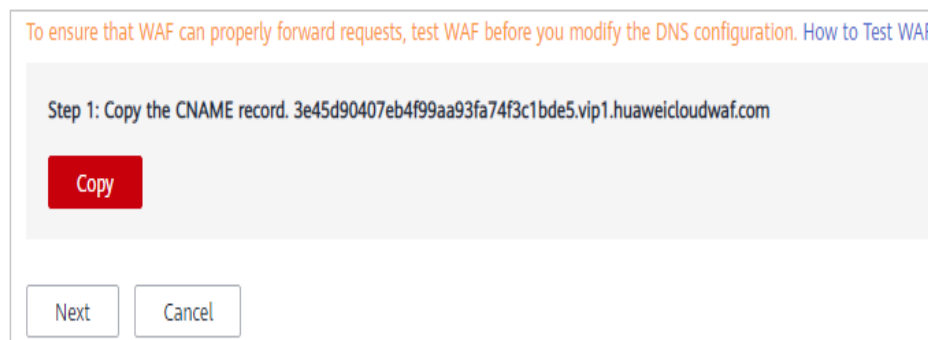 To ensure that WAF can properly forward requests, test WAF before you modify the DNS configuration. How to Test WAF
Step 1: Copy the CNAME record. 3e45d90407eb4f99aa93fa74f3c1bde5.vip1.huaweicloudwaf.com
Copy
Next Cancel